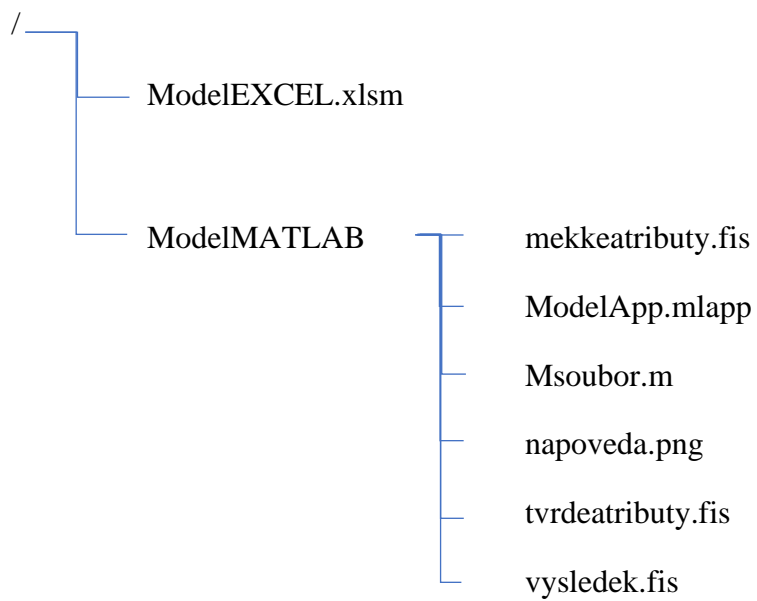 /
ModelEXCEL.xlsm
ModelMATLAB
mekkeatributy.fis
ModelApp.mlapp
Msoubor.m
napoveda.png
tvrdeatributy.fis
vysledek.fis